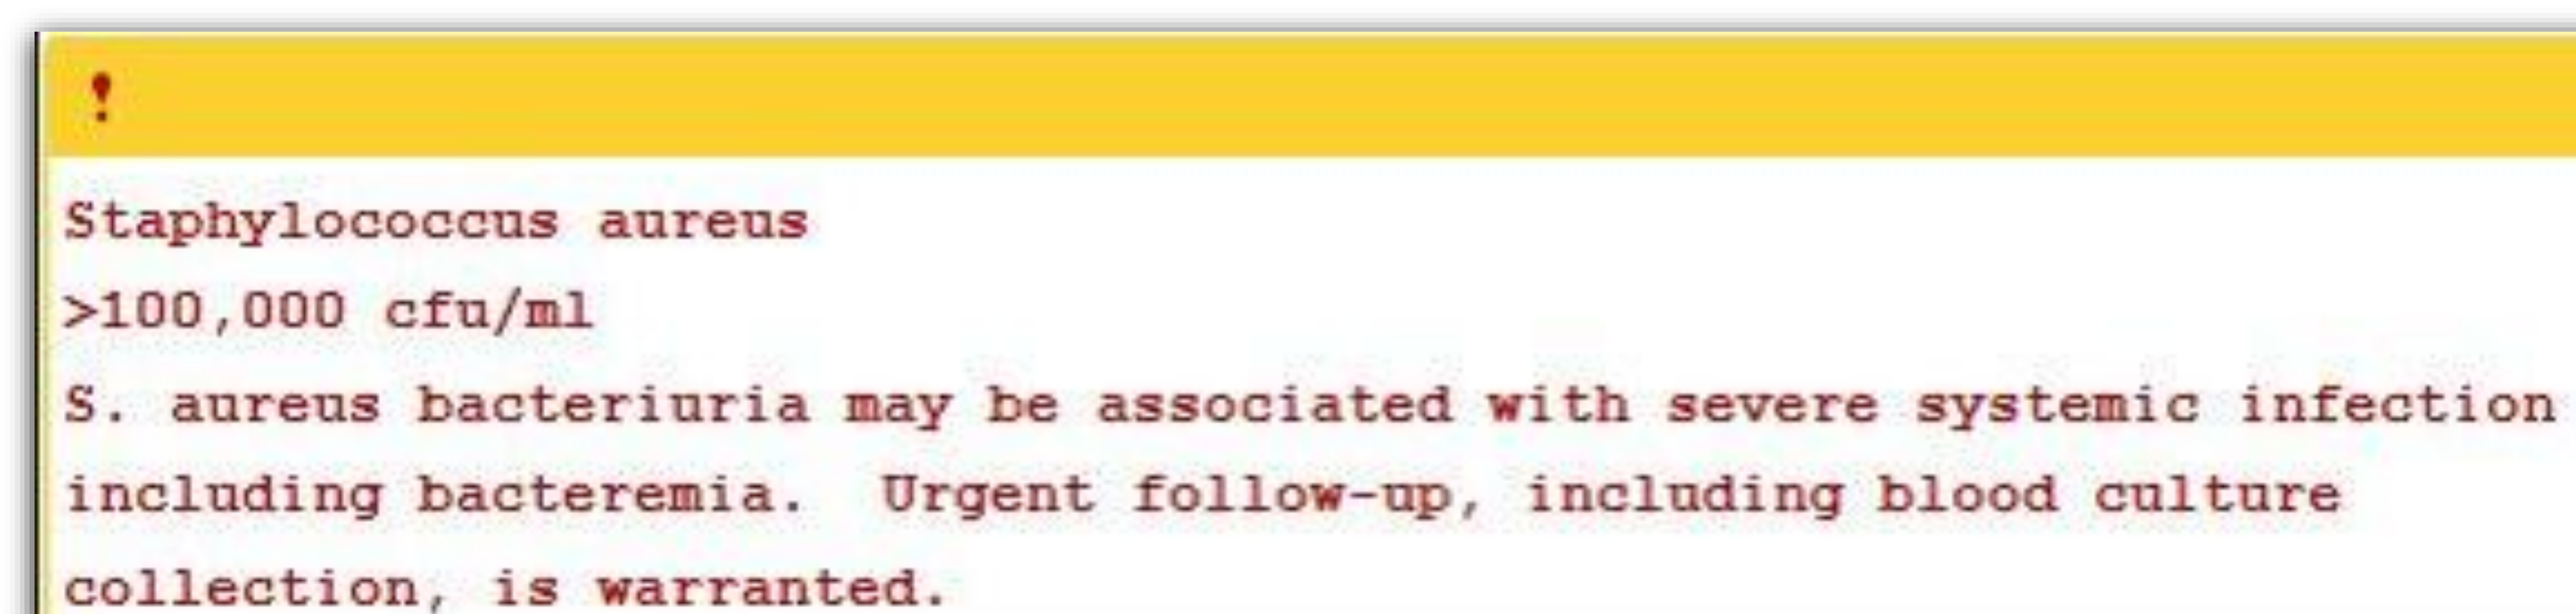 !
Staphylococcus aureus
>100,000 cfu/ml
S. aureus bacteriuria may be associated with severe systemic infection
including bacteremia.  Urgent follow-up, including blood culture
collection, is warranted.